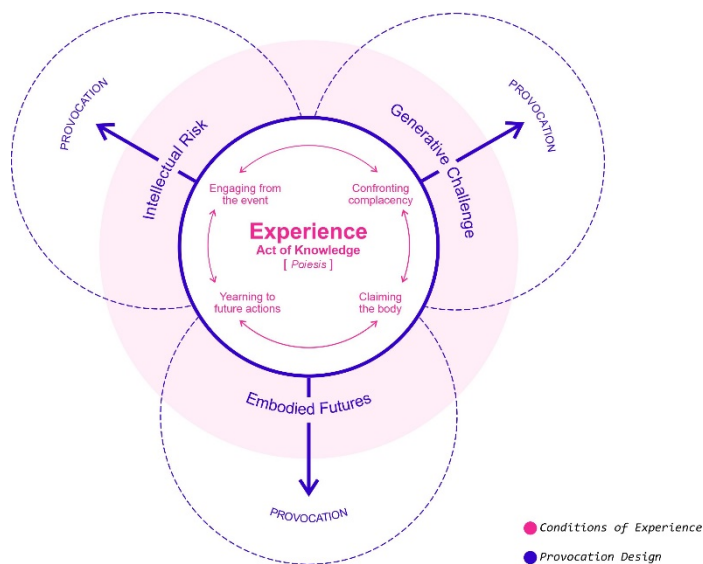 PROVOCATION
PROVOCATION
Intellectual Risk
Generative Challenge
Engaging from
the event
Confronting
complacency
Experience
Act of Knowledge
[ Poiesis ]
Yearning to
future actions
Claiming
the body
Embodied Futures
PROVOCATION
Conditions of Experience
Provocation Design